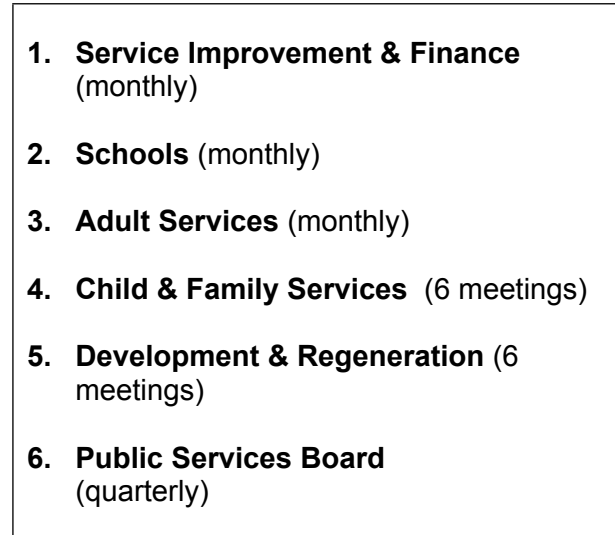 1. Service Improvement & Finance
(monthly)
2. Schools (monthly)
3. Adult Services (monthly)
4. Child & Family Services (6 meetings)
5. Development & Regeneration (6
meetings)
6. Public Services Board
(quarterly)